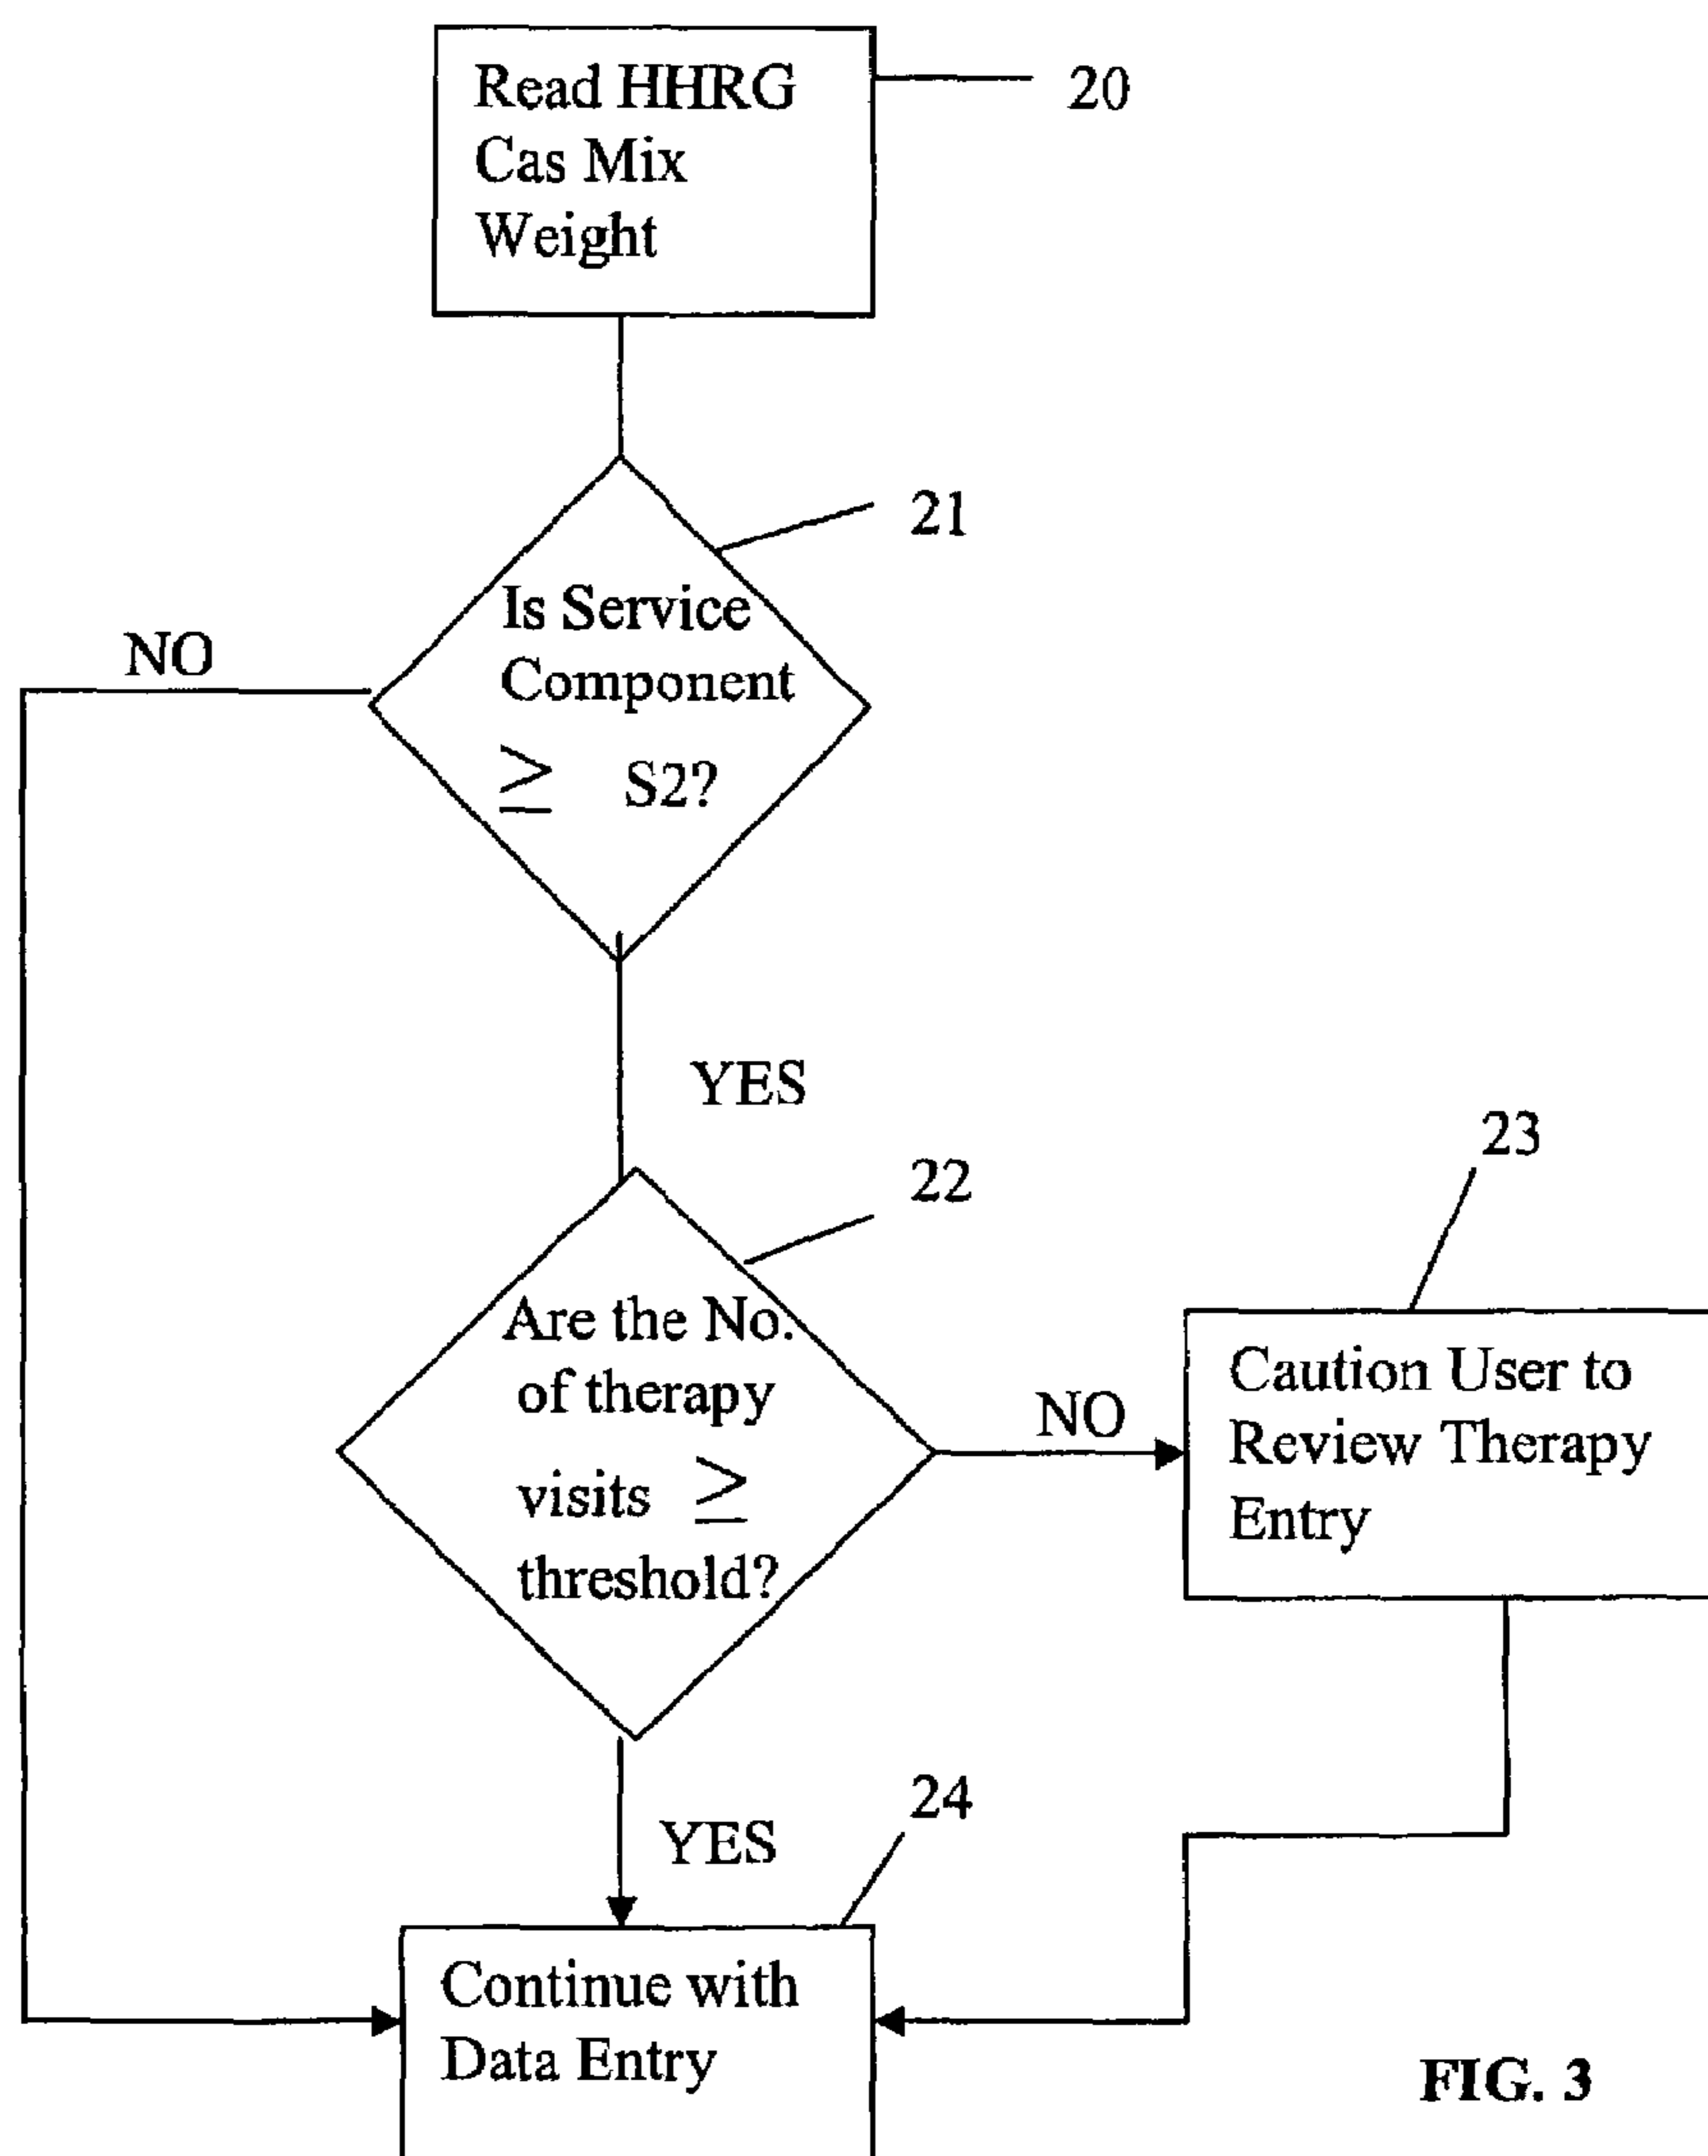 Read HHRG
Cas Mix
Weight
20
21
Is Service
Component
≥ S2?
NO
YES
22
23
Are the No.
of therapy
visits ≥
threshold?
NO
Caution User to
Review Therapy
Entry
YES
24
Continue with
Data Entry
FIG. 3